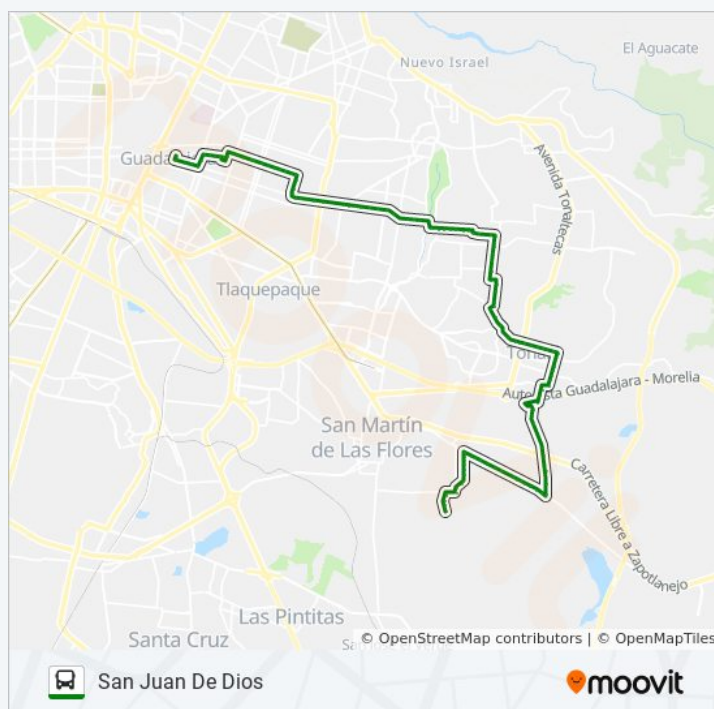 El Aguacate
Nuevo Israel
Avenida Tonaltecas
Tlaquepaque
Autopista Guadalajara - Morelia
San Martín
de Las Flores
Carretera Libre a Zapotlanejo
Las Pintitas
Santa Cruz
© OpenStreetMap contributors | © OpenMapTiles
San Juan De Dios
moovit